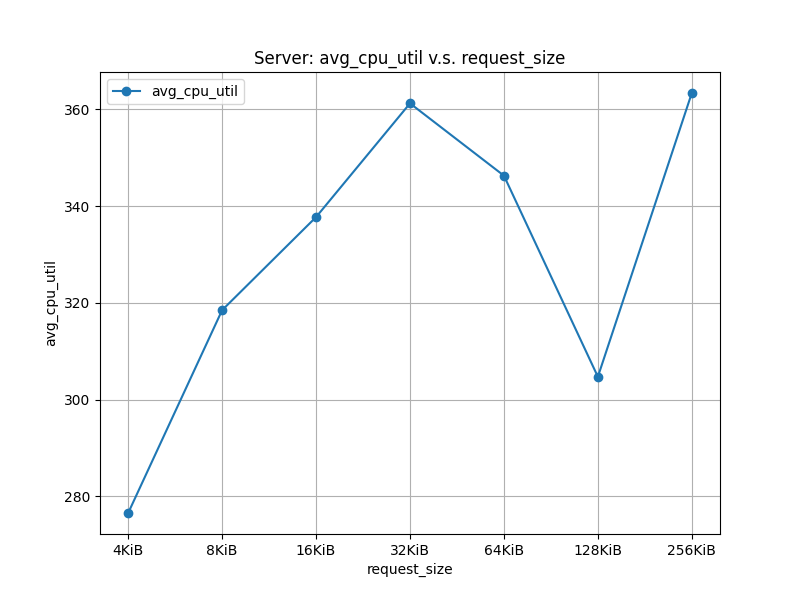 Server: avg_cpu_util v.s. request_size
avg_cpu_util
360
340
320
300
280
avg_cpu_util
4KiB 8KiB 16KiB 32KiB 64KiB 128KiB 256KiB
request_size